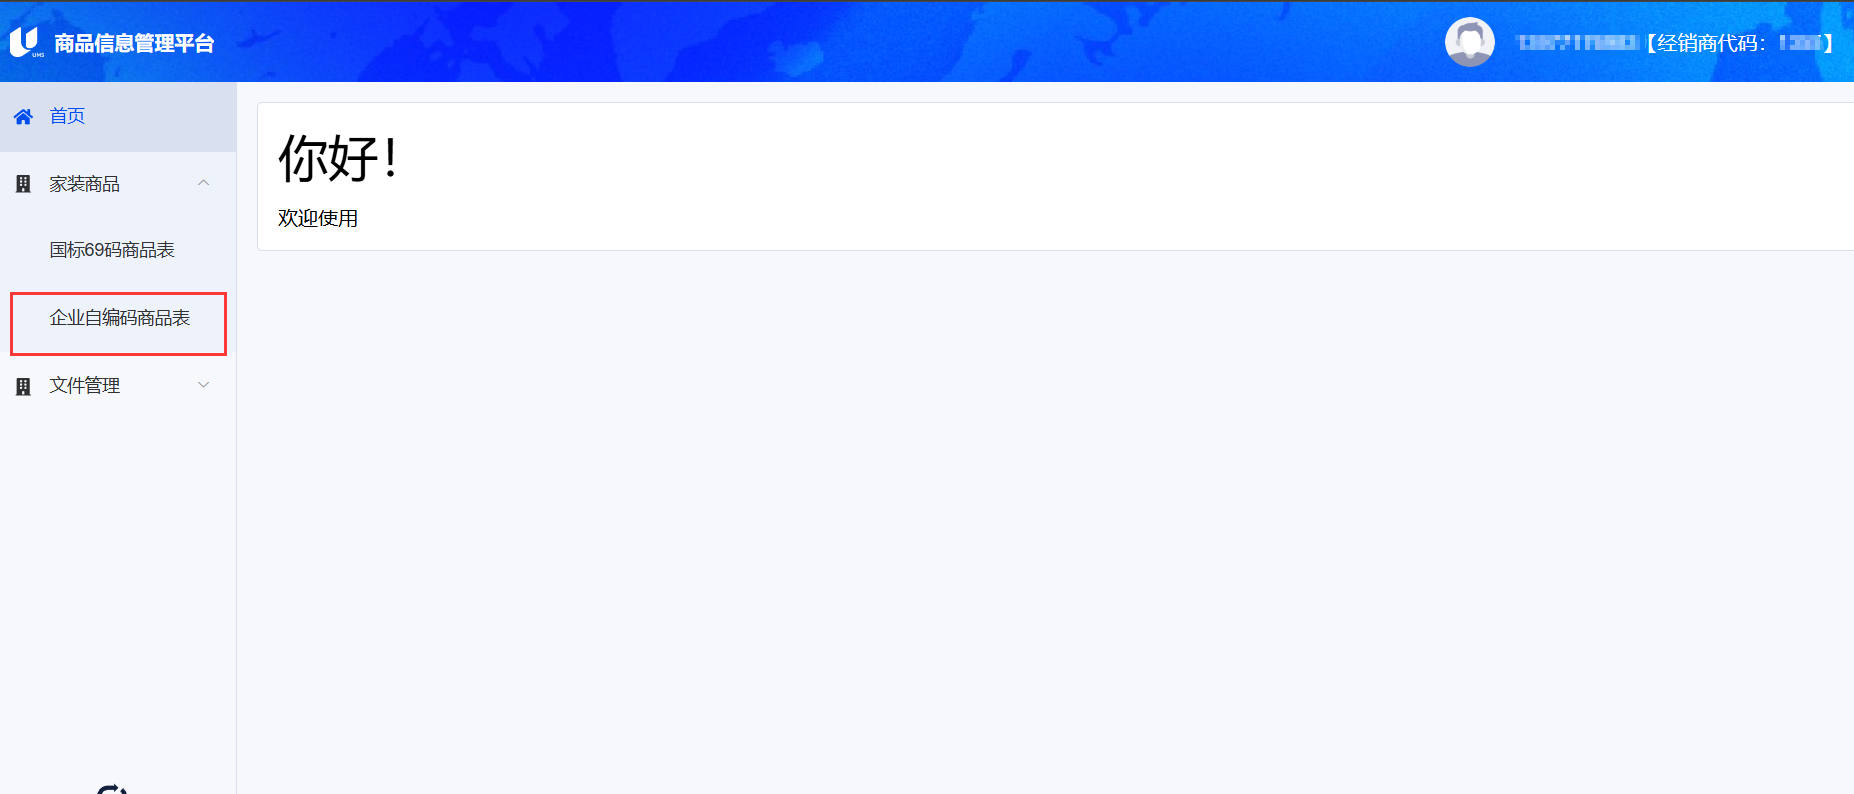 UMS
商品信息管理平台
【经销商代码： 】
首页
家装商品
国标69码商品表
企业自编码商品表
文件管理
你好！
欢迎使用